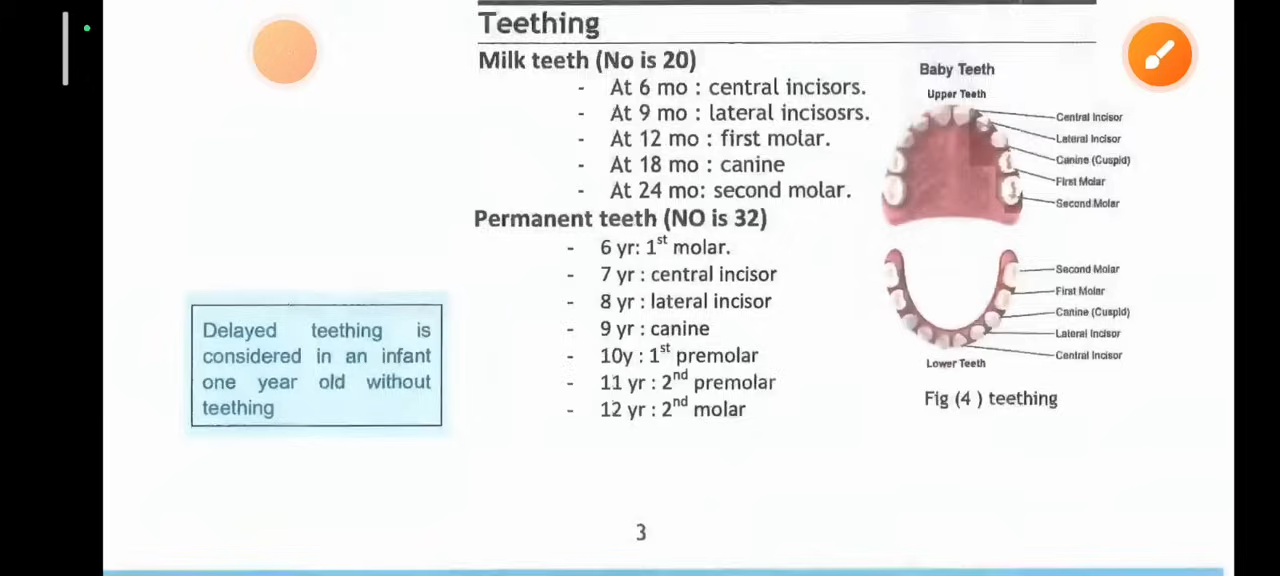 Teething
Milk teeth (No is 20)
- At 6 mo : central incisors.
- At 9 mo : lateral incisosrs.
- At 12 mo : first molar.
- At 18 mo : canine
- At 24 mo: second molar.
Permanent teeth (NO is 32)
- 6 yr: 1st molar.
- 7 yr : central incisor
- 8 yr : lateral incisor
- 9 yr : canine
- 10y : 1st premolar
- 11 yr : 2nd premolar
- 12 yr : 2nd molar
Delayed teething is
considered in an infant
one year old without
teething
Baby Teeth
Upper Teeth
Central Incisor
Lateral Incisor
Canine (Cuspid)
First Molar
Second Molar
Second Molar
First Molar
Canine (Cuspid)
Lateral Incisor
Central Incisor
Lower Teeth
Fig (4 ) teething
3